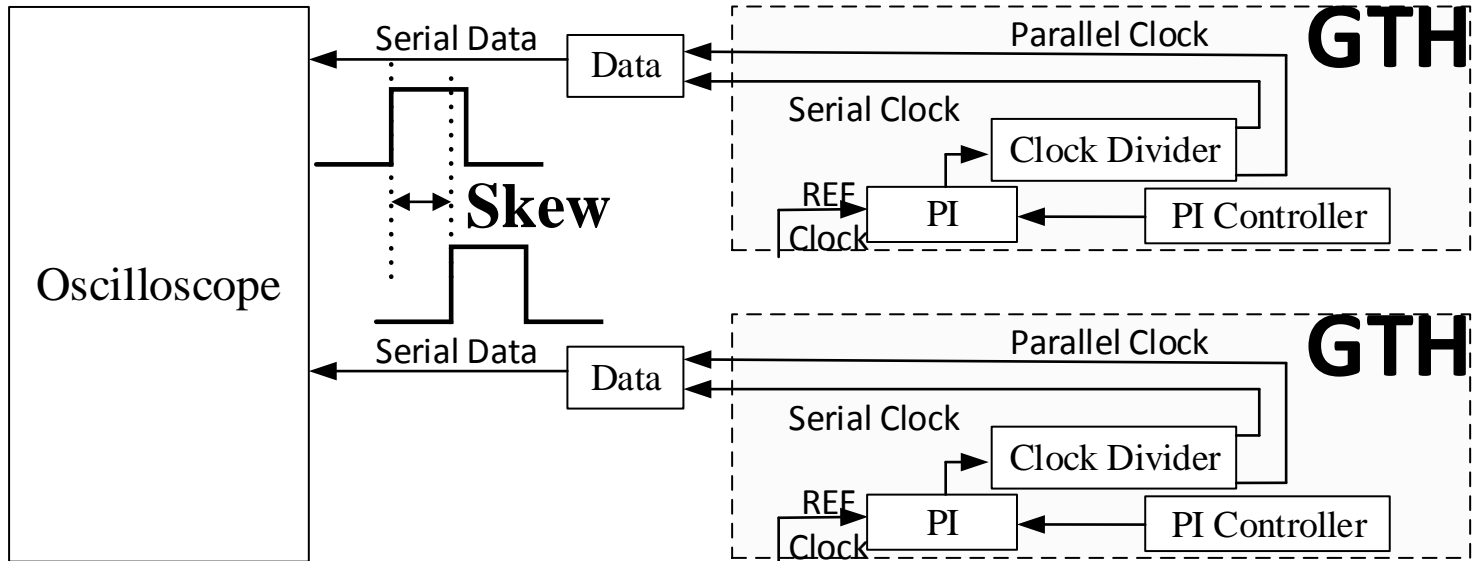 Serial Data
Data
Parallel Clock
GTH
Serial Clock
Clock Divider
REF
Clock
PI
PI Controller
Skew
Oscilloscope
Serial Data
Data
Parallel Clock
GTH
Serial Clock
Clock Divider
REF
Clock
PI
PI Controller